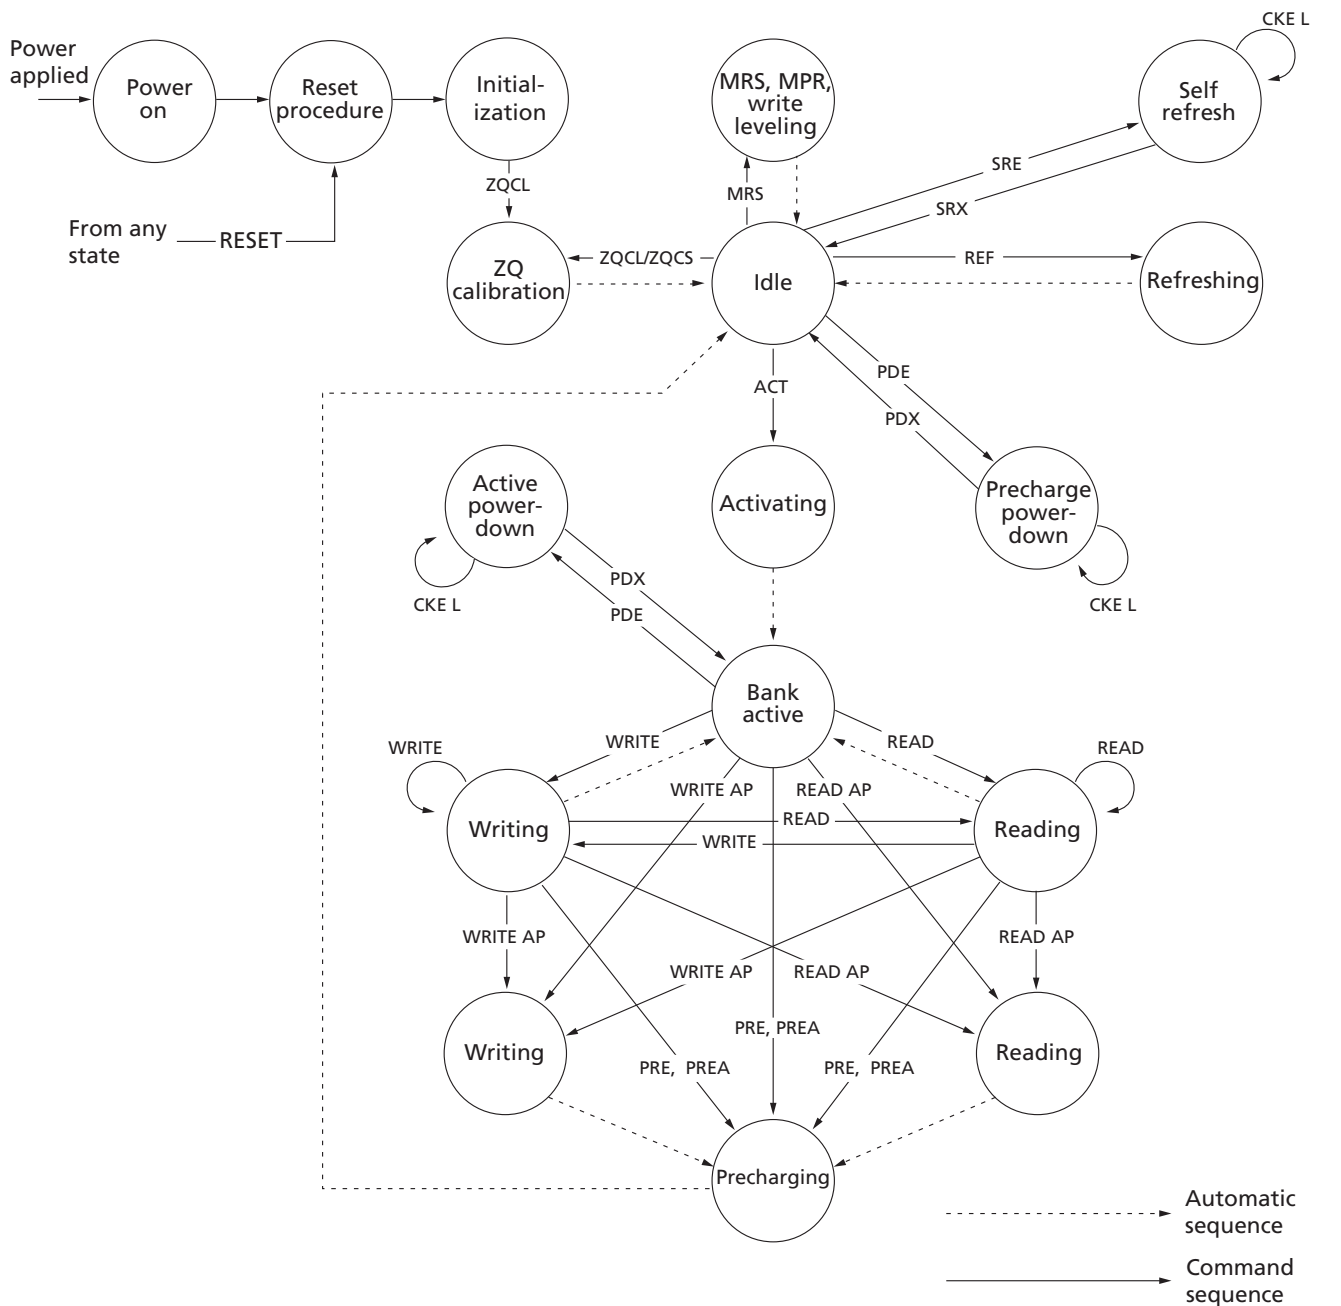 CKE L
Power
applied
Power
on
Reset
procedure
Initial-
ization
MRS, MPR,
write
leveling
Self
refresh
ZQCL
MRS
SRE
SRX
From any
state
RESET
ZQ
calibration
ZQCL/ZQCS
Idle
REF
Refreshing
ACT
PDE
PDX
Active
power-
down
Activating
Precharge
power-
down
CKE L
PDX
PDE
CKE L
Bank
active
WRITE
WRITE
READ
READ
WRITE AP
READ AP
Writing
READ
WRITE
Reading
WRITE AP
READ AP
WRITE AP
READ AP
PRE, PREA
Writing
Reading
PRE, PREA
PRE, PREA
Precharging
Automatic
sequence
Command
sequence